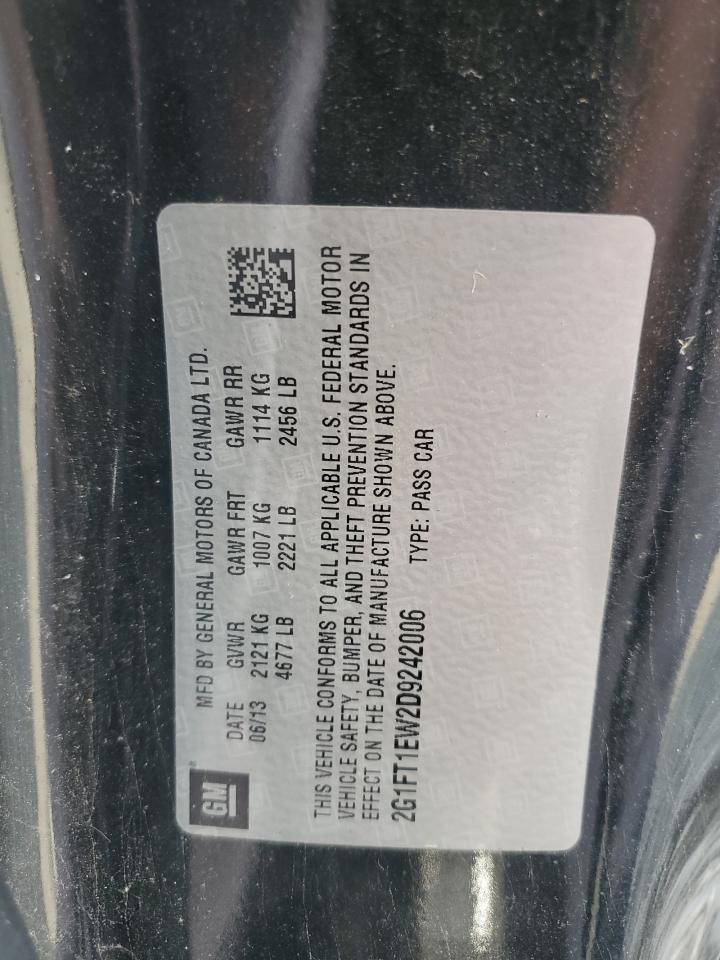 GM®
MFD BY GENERAL MOTORS OF CANADA LTD.
DATE GVWR GAWR FRT GAWR RR
06/13 2121 KG 1007 KG 1114 KG
4677 LB 2221 LB 2456 LB
THIS VEHICLE CONFORMS TO ALL APPLICABLE U.S. FEDERAL MOTOR
VEHICLE SAFETY, BUMPER, AND THEFT PREVENTION STANDARDS IN
EFFECT ON THE DATE OF MANUFACTURE SHOWN ABOVE.
2G1FT1EW2D9242006 TYPE: PASS CAR